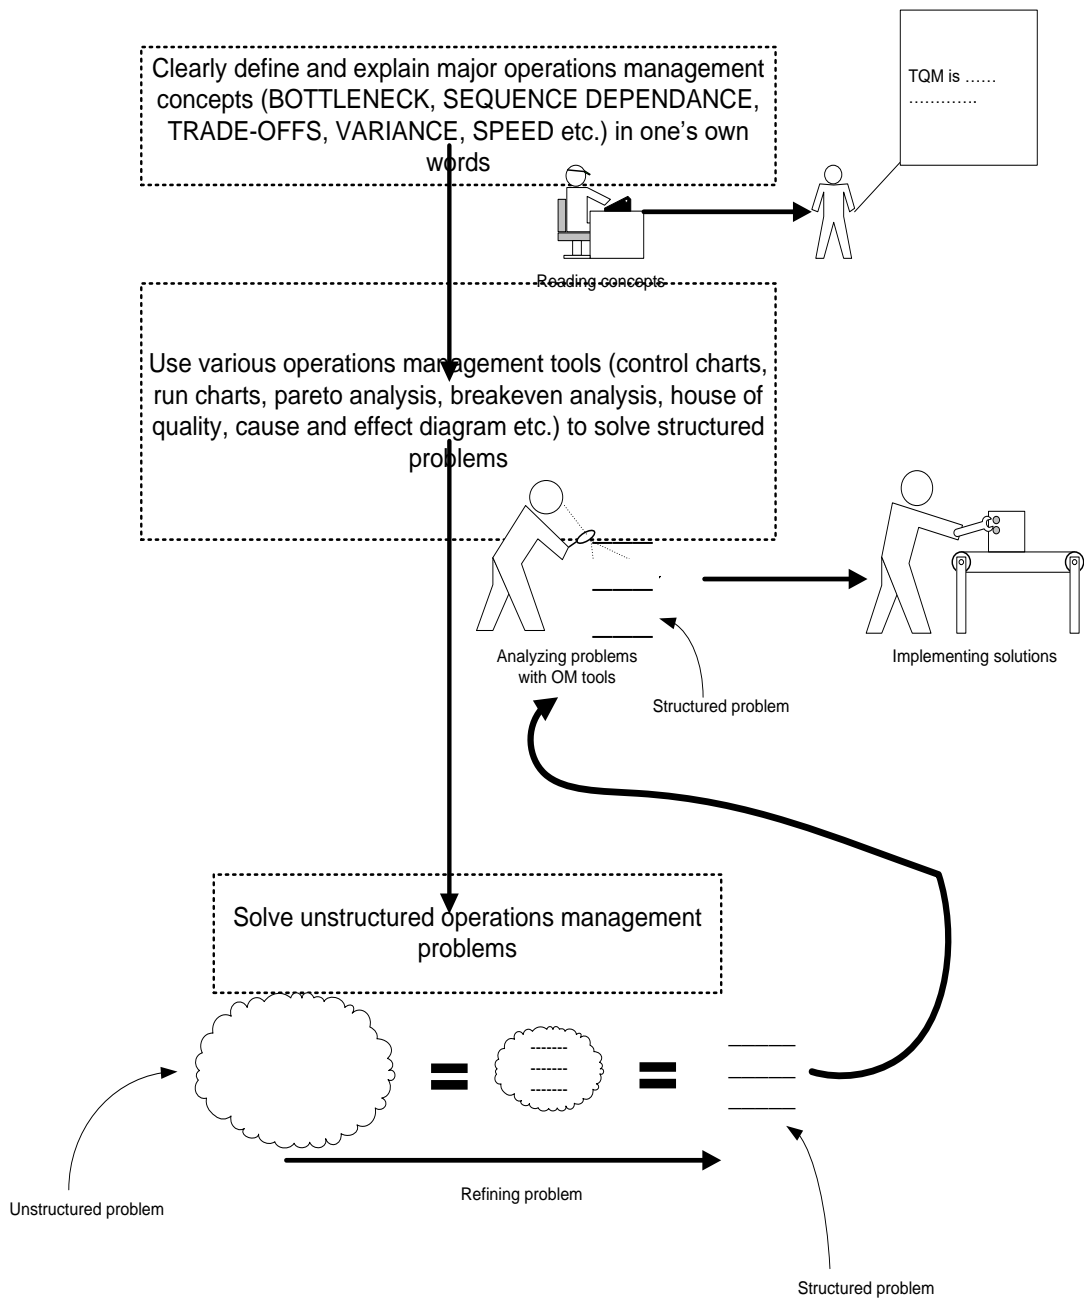 Clearly define and explain major operations management
concepts (BOTTLENECK, SEQUENCE DEPENDANCE,
TRADE-OFFS, VARIANCE, SPEED etc.) in one's own
words
TQM is ......
.............
Reading concepts
Use various operations management tools (control charts,
run charts, pareto analysis, breakeven analysis, house of
quality, cause and effect diagram etc.) to solve structured
problems
Analyzing problems
with OM tools
Implementing solutions
Structured problem
Solve unstructured operations management
problems
Refining problem
Unstructured problem
Structured problem